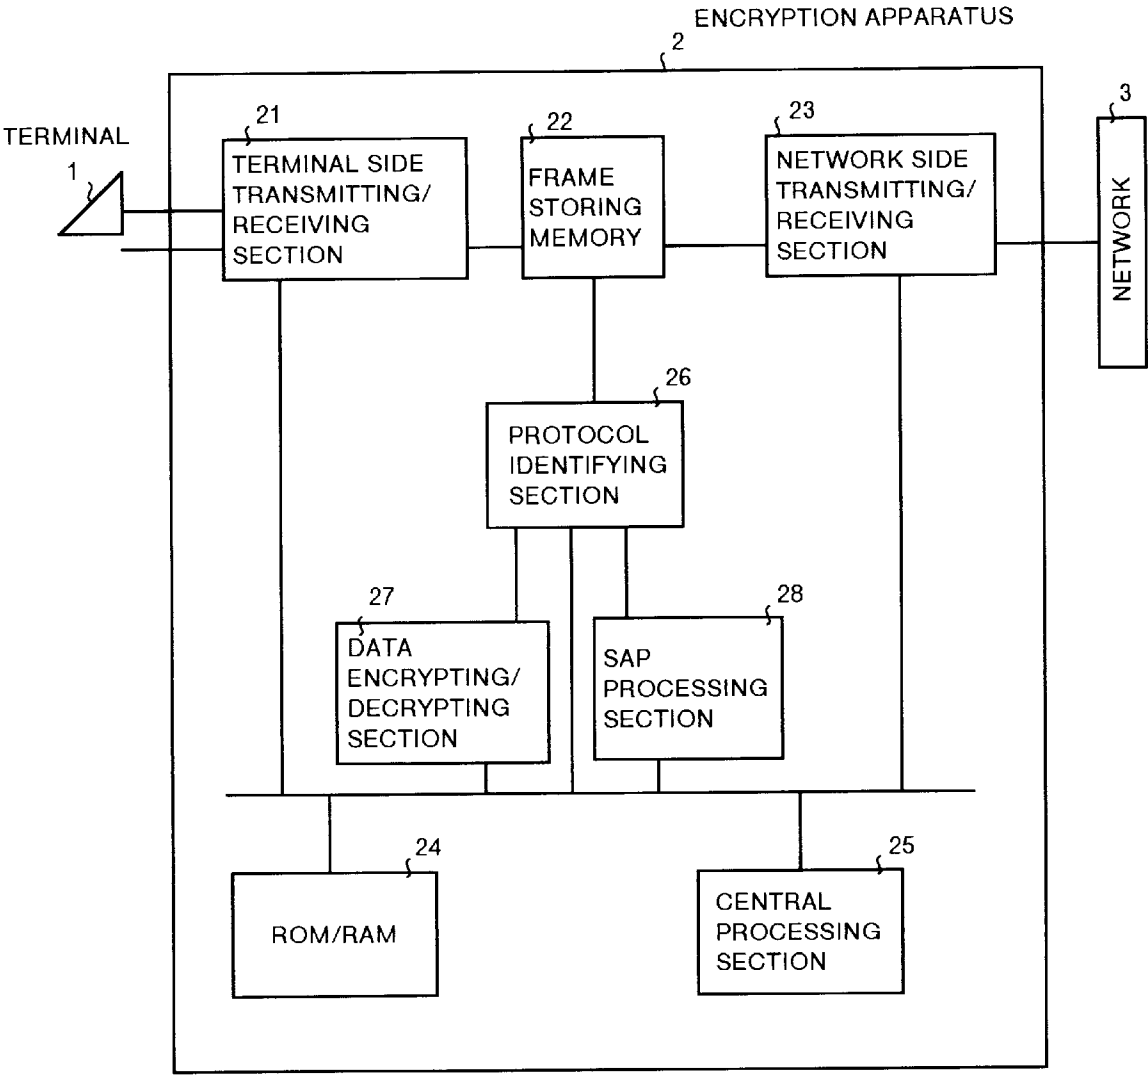 ENCRYPTION APPARATUS
2
3
TERMINAL
1
21
TERMINAL SIDE
TRANSMITTING/
RECEIVING
SECTION
22
FRAME
STORING
MEMORY
23
NETWORK SIDE
TRANSMITTING/
RECEIVING
SECTION
NETWORK
26
PROTOCOL
IDENTIFYING
SECTION
27
DATA
ENCRYPTING/
DECRYPTING
SECTION
28
SAP
PROCESSING
SECTION
24
ROM/RAM
25
CENTRAL
PROCESSING
SECTION